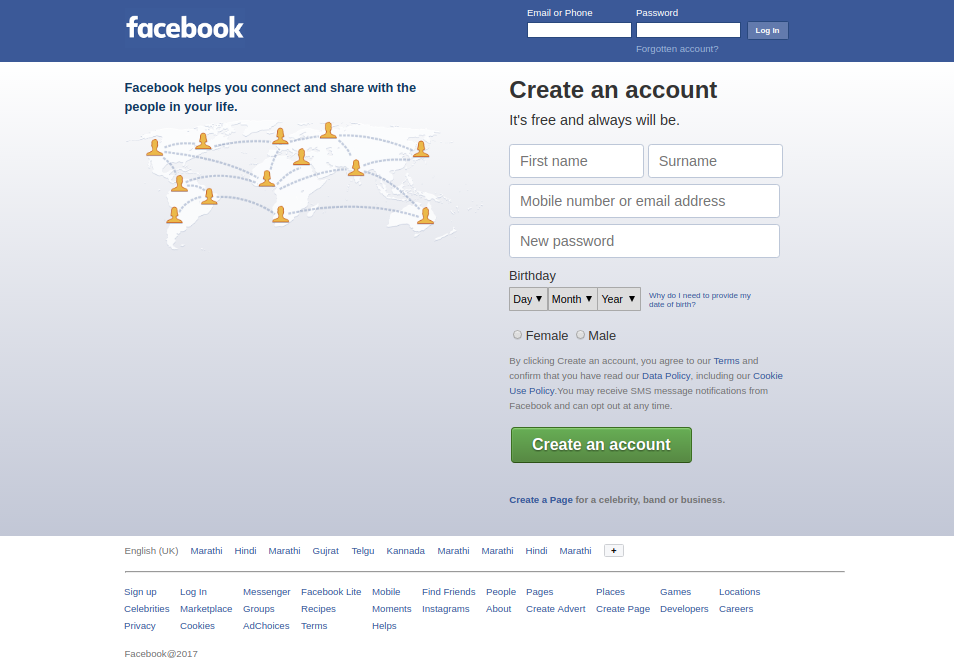 facebook
Email or Phone
Password
Log In
Forgotten account?
Facebook helps you connect and share with the
people in your life.
Create an account
It's free and always will be.
First name
Surname
Mobile number or email address
New password
Birthday
Day ▼ Month ▼ Year ▼
Why do I need to provide my
date of birth?
Female Male
By clicking Create an account, you agree to our Terms and
confirm that you have read our Data Policy, including our Cookie
Use Policy.You may receive SMS message notifications from
Facebook and can opt out at any time.
Create an account
Create a Page for a celebrity, band or business.
English (UK) Marathi Hindi Marathi Gujrat Telgu Kannada Marathi Marathi Hindi Marathi +
Sign up Log In Messenger Facebook Lite Mobile Find Friends People Pages Places Games Locations
Celebrities Marketplace Groups Recipes Moments Instagrams About Create Advert Create Page Developers Careers
Privacy Cookies AdChoices Terms Helps
Facebook@2017